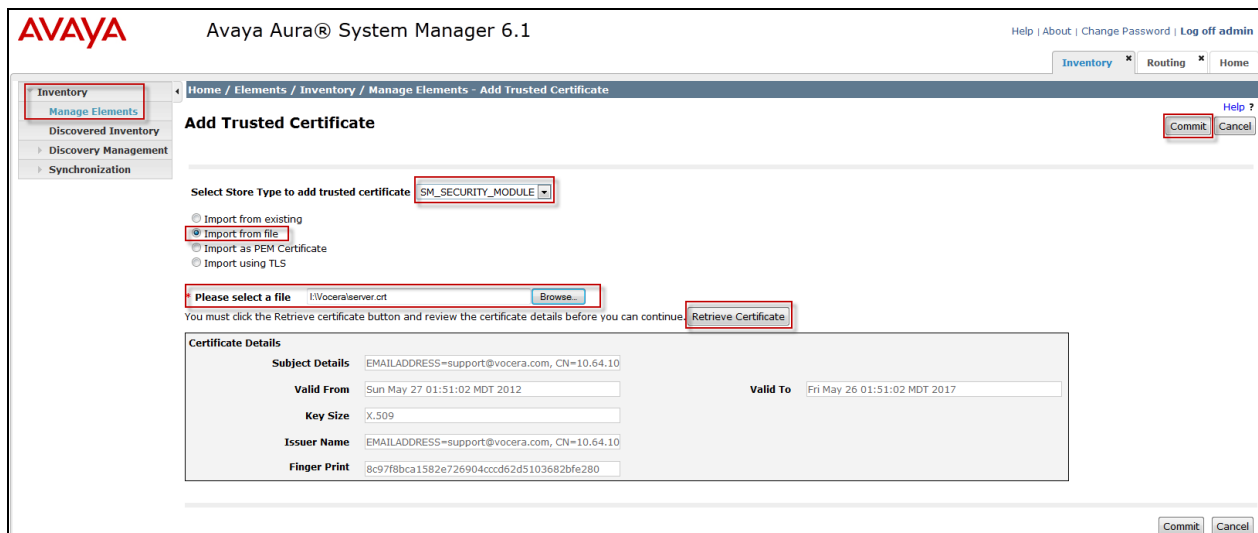 AVAYA
Avaya Aura® System Manager 6.1
Help | About | Change Password | Log off admin
Inventory × Routing × Home
Inventory
Manage Elements
Discovered Inventory
Discovery Management
Synchronization
Home / Elements / Inventory / Manage Elements - Add Trusted Certificate
Help ?
Add Trusted Certificate
Commit Cancel
Select Store Type to add trusted certificate SM_SECURITY_MODULE
Import from existing
Import from file
Import as PEM Certificate
Import using TLS
* Please select a file I:\Vocera\server.crt Browse...
You must click the Retrieve certificate button and review the certificate details before you can continue. Retrieve Certificate
Certificate Details
Subject Details EMAILADDRESS=support@vocera.com, CN=10.64.10
Valid From Sun May 27 01:51:02 MDT 2012 Valid To Fri May 26 01:51:02 MDT 2017
Key Size X.509
Issuer Name EMAILADDRESS=support@vocera.com, CN=10.64.10
Finger Print 8c97f8bca1582e726904cccd62d5103682bfe280
Commit Cancel